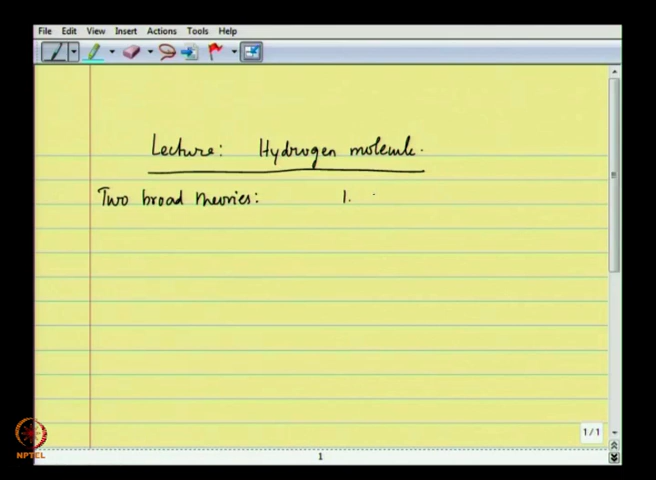 File Edit View Insert Actions Tools Help
Lecture: Hydrogen molecule.
Two broad theories: 1.
1/1
NPTEL
1